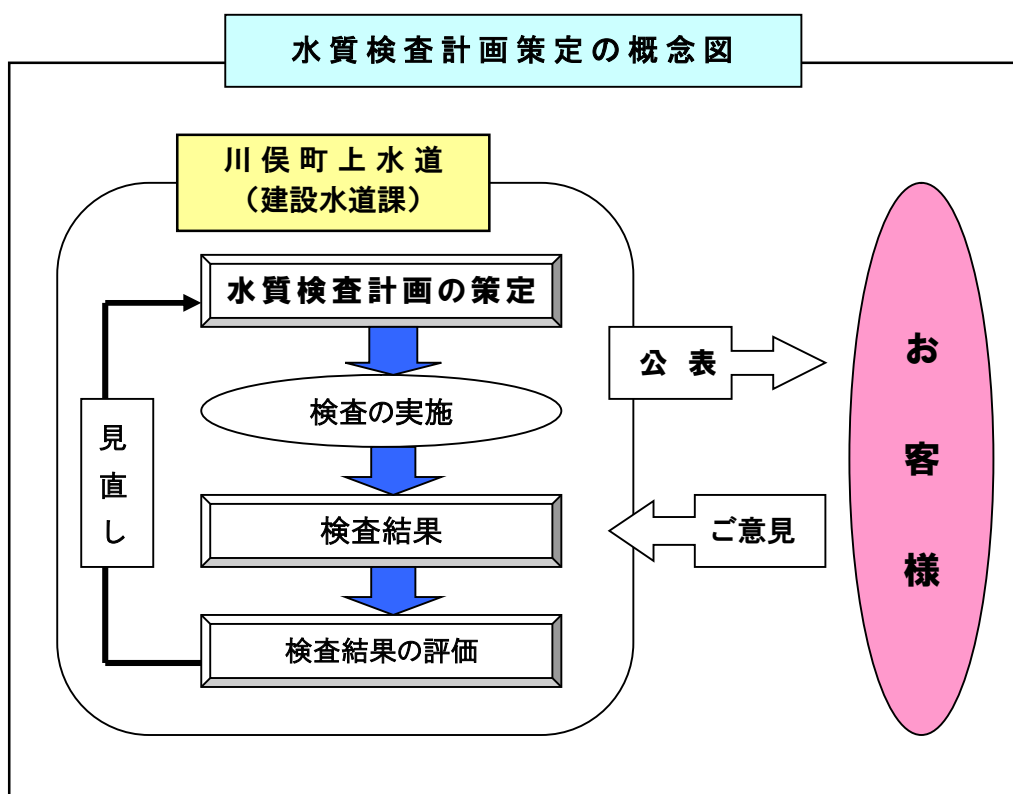 水質検査計画策定の概念図
川俣町上水道
（建設水道課）
水質検査計画の策定
検査の実施
検査結果
検査結果の評価
見直し
公表
ご意見
お客様